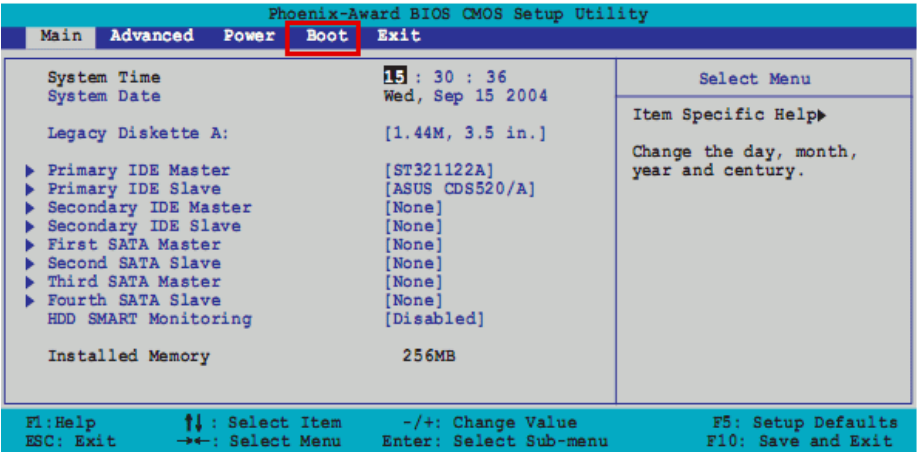 Phoenix-Award BIOS CMOS Setup Utility
Main Advanced Power Boot Exit
System Time 15 : 30 : 36
System Date Wed, Sep 15 2004
Legacy Diskette A: [1.44M, 3.5 in.]
Primary IDE Master [ST321122A]
Primary IDE Slave [ASUS CDS520/A]
Secondary IDE Master [None]
Secondary IDE Slave [None]
First SATA Master [None]
Second SATA Slave [None]
Third SATA Master [None]
Fourth SATA Slave [None]
HDD SMART Monitoring [Disabled]
Installed Memory 256MB
Select Menu
Item Specific Help
Change the day, month,
year and century.
F1:Help ↑↓ : Select Item -/+: Change Value F5: Setup Defaults
ESC: Exit →←: Select Menu Enter: Select Sub-menu F10: Save and Exit